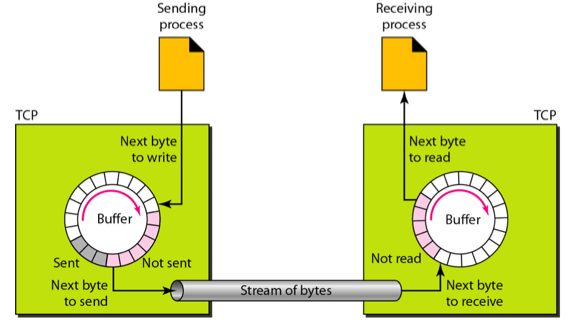 Sending
process
Receiving
process
TCP
TCP
Next byte
to write
Next byte
to read
Buffer
Buffer
Sent
Not sent
Not read
Next byte
to send
Stream of bytes
Next byte
to receive